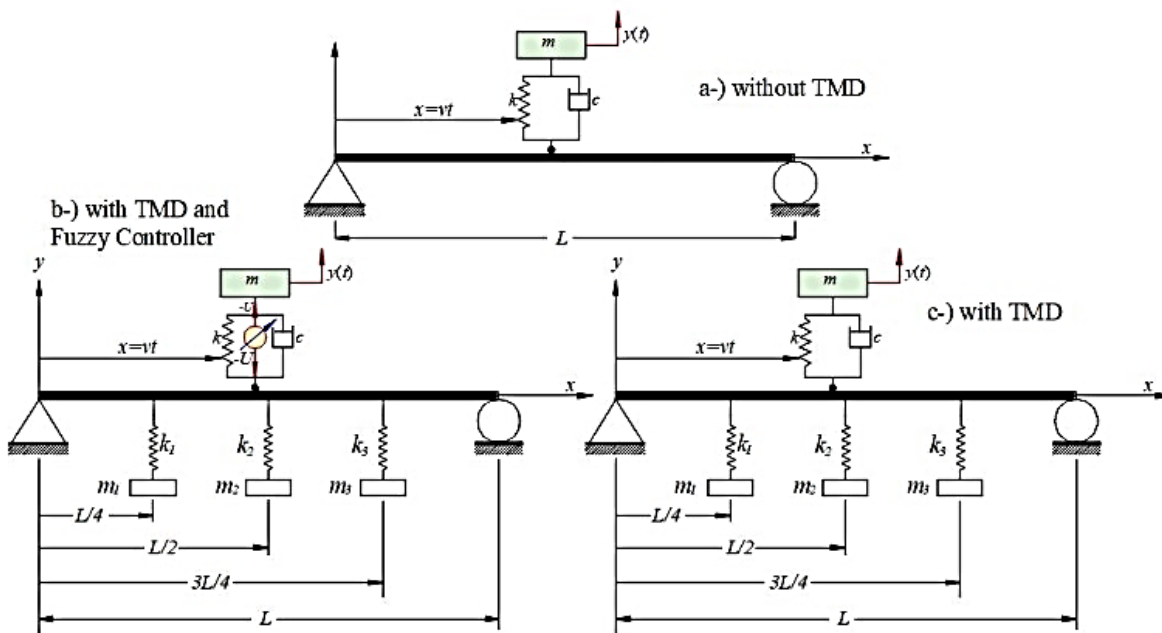 m
y(t)
a-) without TMD
k
c
x=vt
x
L
b-) with TMD and
Fuzzy Controller
y
m
y(t)
-U
k
c
-U
x=vt
x
k1
k2
k3
m1
m2
m3
L/4
L/2
3L/4
L
m
y(t)
c-) with TMD
k
c
x=vt
x
k1
k2
k3
m1
m2
m3
L/4
L/2
3L/4
L